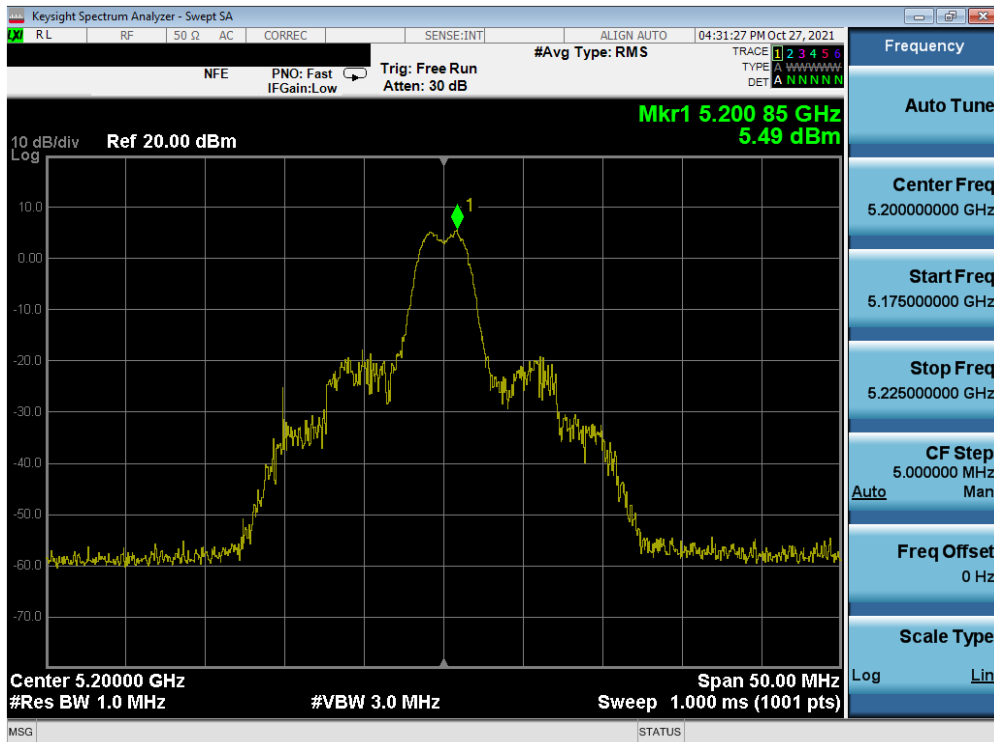 Keysight Spectrum Analyzer - Swept SA
LXI RL RF 50 Ω AC CORREC SENSE:INT ALIGN AUTO 04:31:27 PM Oct 27, 2021
NFE PNO: Fast Trig: Free Run #Avg Type: RMS TRACE 1 2 3 4 5 6
IFGain:Low Atten: 30 dB TYPE A WWWWW
DET A N N N N N
Mkr1 5.200 85 GHz
5.49 dBm
10 dB/div Ref 20.00 dBm
Log
1
10.0
0.00
-10.0
-20.0
-30.0
-40.0
-50.0
-60.0
-70.0
Center 5.20000 GHz Span 50.00 MHz
#Res BW 1.0 MHz #VBW 3.0 MHz Sweep 1.000 ms (1001 pts)
MSG STATUS
Frequency
Auto Tune
Center Freq
5.200000000 GHz
Start Freq
5.175000000 GHz
Stop Freq
5.225000000 GHz
CF Step
5.000000 MHz
Auto Man
Freq Offset
0 Hz
Scale Type
Log Lin